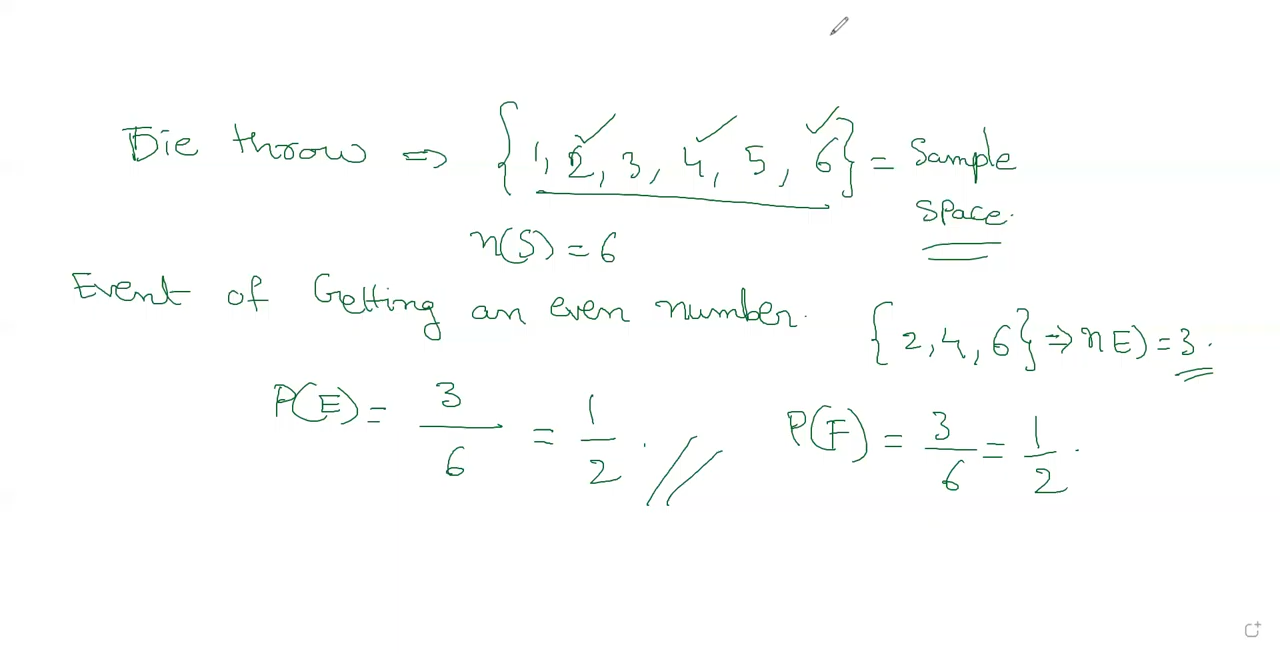 Die throw ⇒ {1, 2, 3, 4, 5, 6} = Sample
Space.
n(S) = 6
Event of Getting an even number.
{2, 4, 6} ⇒ n E) = 3.
P(E) = 3/6 = 1/2 . //
P(F) = 3/6 = 1/2 .